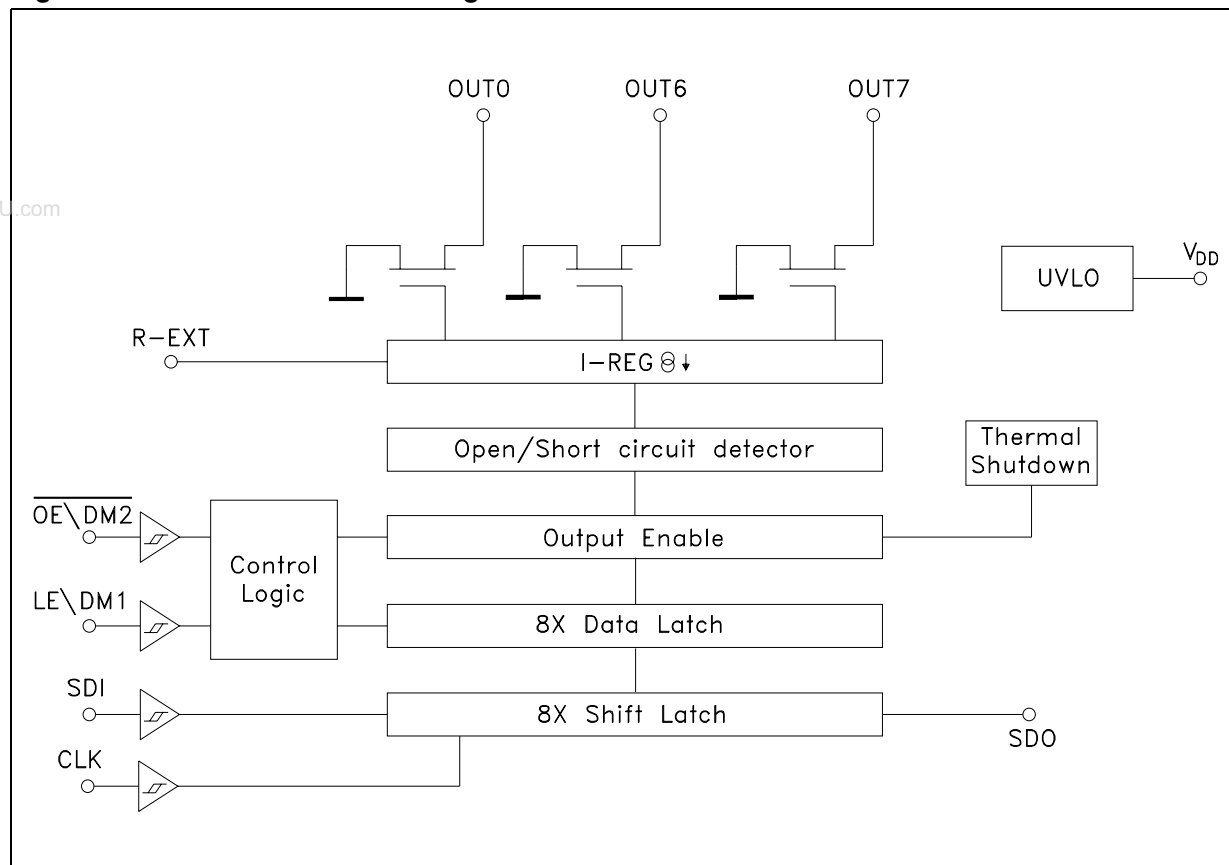 U.com
OUT0
OUT6
OUT7
UVLO
VDD
R-EXT
I-REG
Open/Short circuit detector
Thermal
Shutdown
OE\DM2
Output Enable
Control
Logic
LE\DM1
8X Data Latch
SDI
8X Shift Latch
SDO
CLK